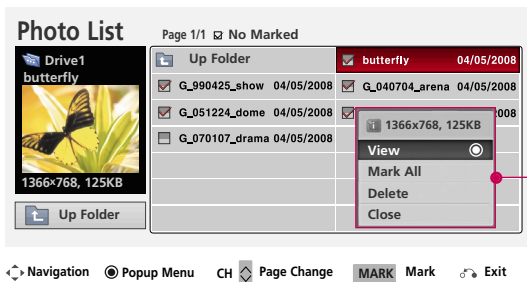 Photo List
Page 1/1 No Marked
Drive1
butterfly
1366×768, 125KB
Up Folder
Up Folder
butterfly 04/05/2008
G_990425_show 04/05/2008
G_040704_arena 04/05/2008
G_051224_dome 04/05/2008
2008
G_070107_drama 04/05/2008
1366x768, 125KB
View
Mark All
Delete
Close
Navigation
Popup Menu
CH Page Change
MARK Mark
Exit